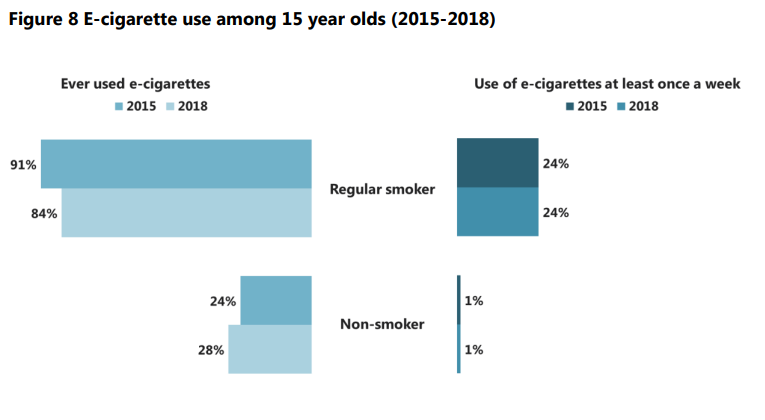 Figure 8 E-cigarette use among 15 year olds (2015-2018)
Ever used e-cigarettes
2015 2018
91%
84%
24%
28%
Regular smoker
Non-smoker
Use of e-cigarettes at least once a week
2015 2018
24%
24%
1%
1%